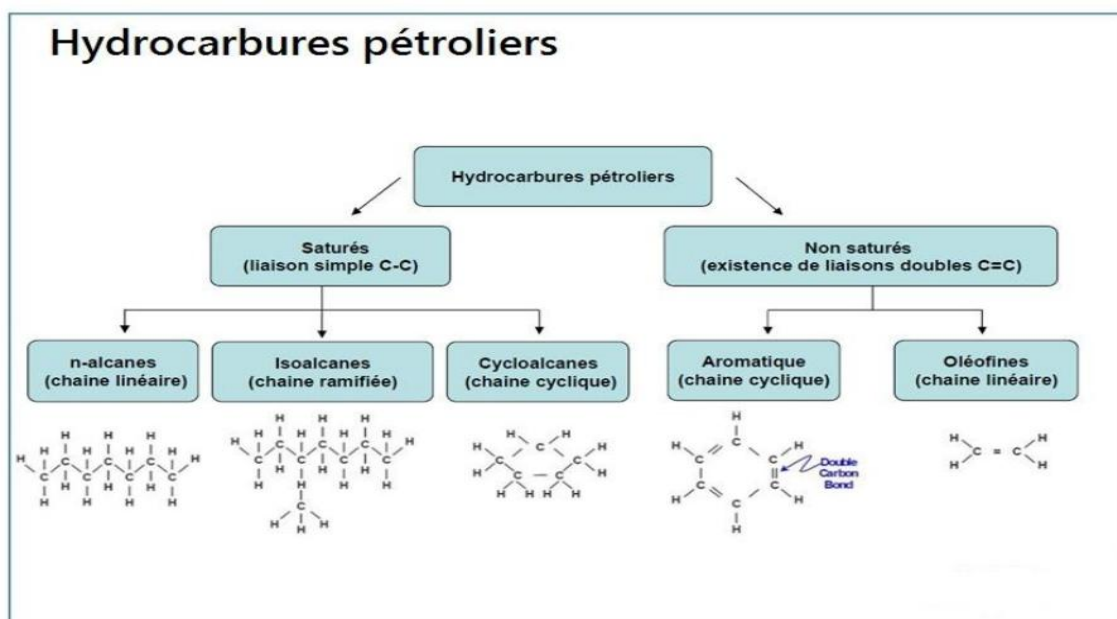 Hydrocarbures pétroliers
Hydrocarbures pétroliers
Saturés
(liaison simple C-C)
Non saturés
(existence de liaisons doubles C=C)
n-alcanes
(chaine linéaire)
Isoalcanes
(chaine ramifiée)
Cycloalcanes
(chaine cyclique)
Aromatique
(chaine cyclique)
Oléofines
(chaine linéaire)
Double
Carbon
Bond